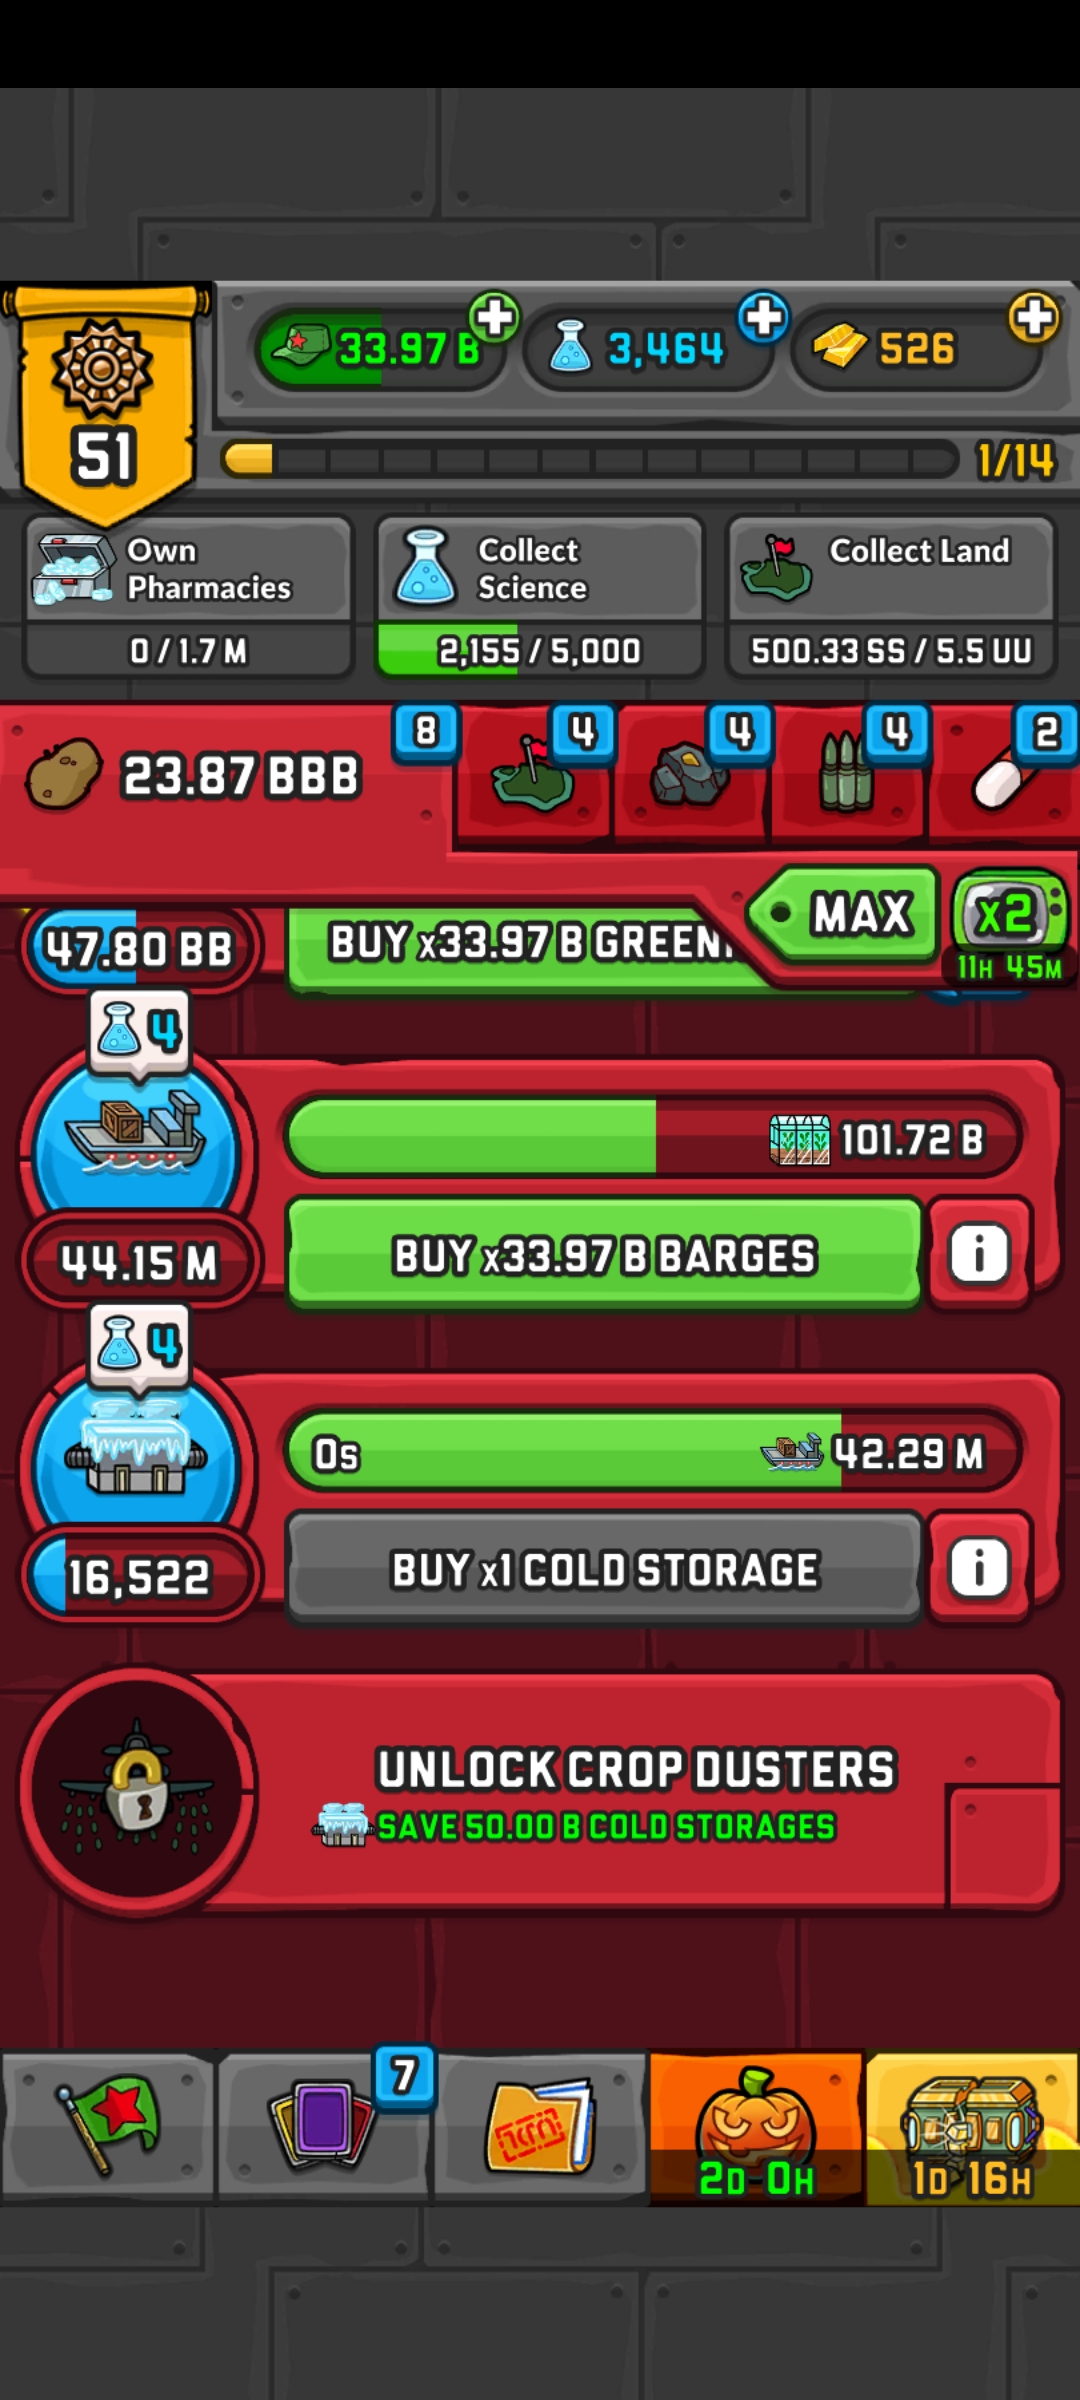 33.97 B
3,464
526
51
1/14
Own
Pharmacies
0 / 1.7 M
Collect
Science
2,155 / 5,000
Collect Land
500.33 SS / 5.5 UU
23.87 BBB
8
4
4
4
2
MAX
x2
11H 45M
47.80 BB
BUY x33.97 B
4
101.72 B
44.15 M
BUY x33.97 B BARGES
i
4
0s
42.29 M
16,522
BUY x1 COLD STORAGE
i
UNLOCK CROP DUSTERS
SAVE 50.00 B COLD STORAGES
7
2D 0H
1D 16H